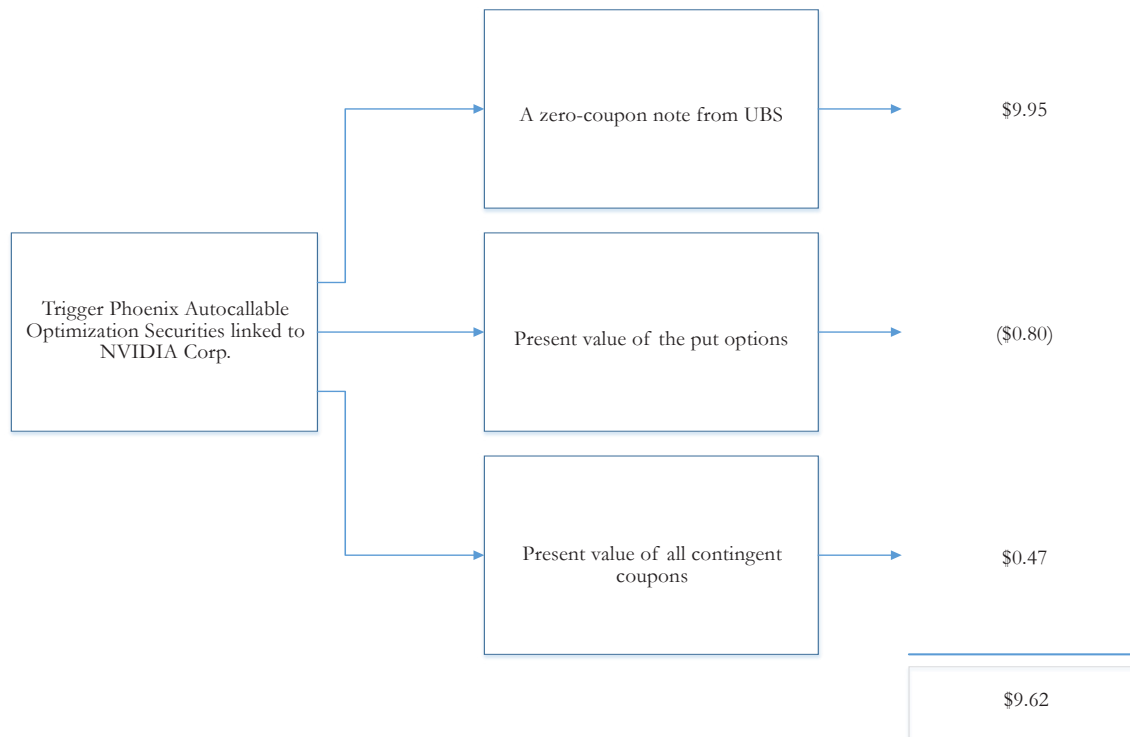 A zero-coupon note from UBS
$9.95
Trigger Phoenix Autocallable
Optimization Securities linked to
NVIDIA Corp.
Present value of the put options
($0.80)
Present value of all contingent
coupons
$0.47
$9.62